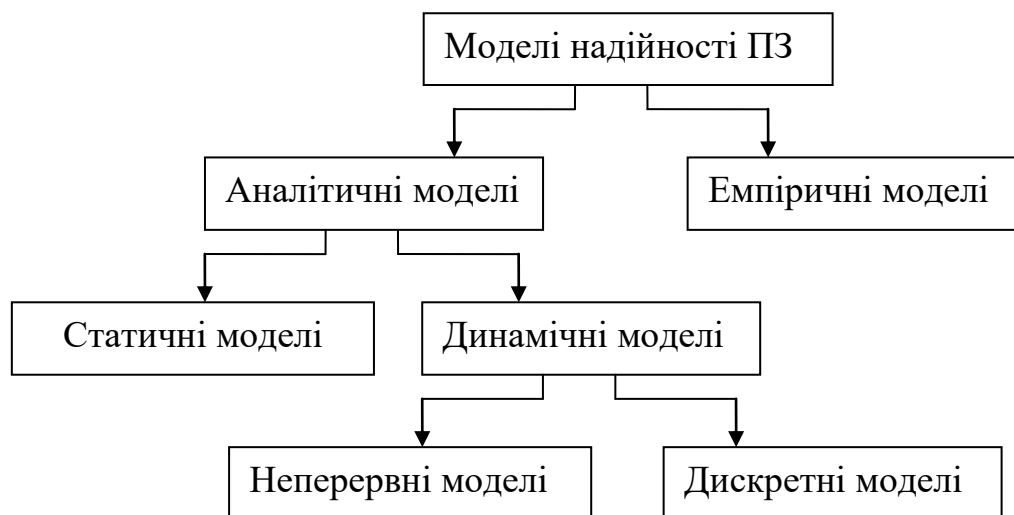 Моделі надійності ПЗ
Аналітичні моделі
Емпіричні моделі
Статичні моделі
Динамічні моделі
Неперервні моделі
Дискретні моделі